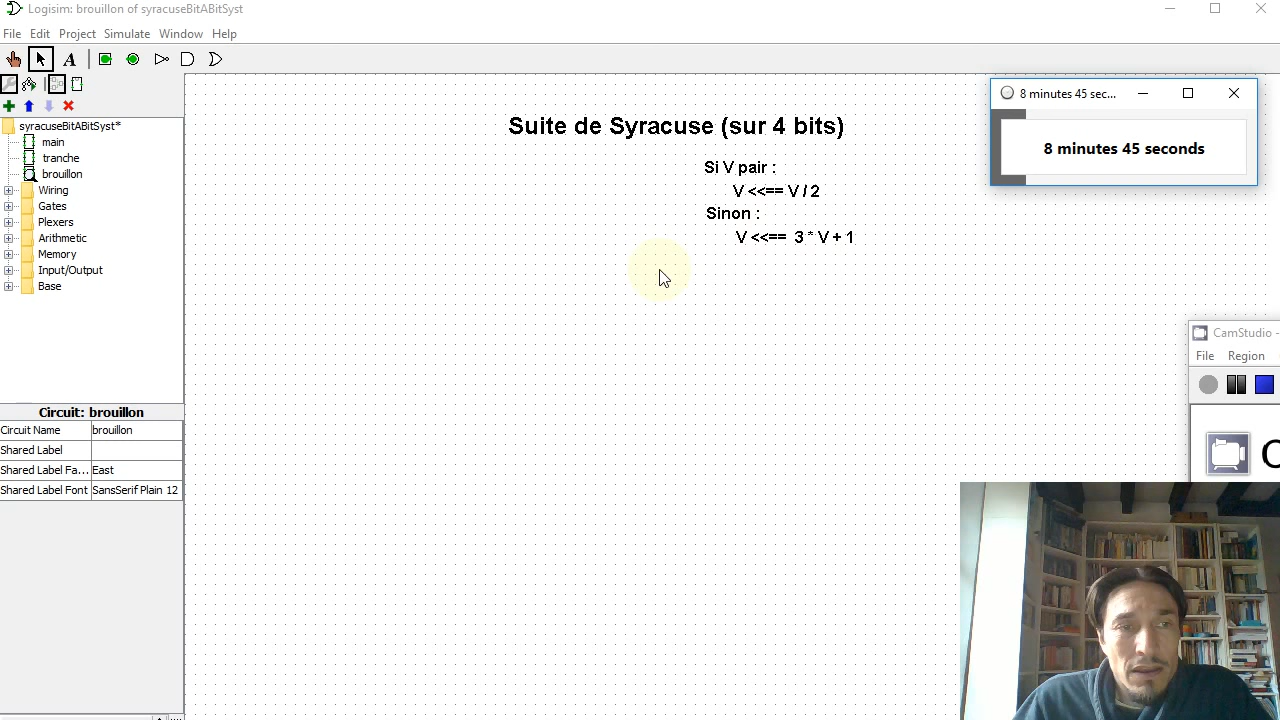 Logisim: brouillon of syracuseBitABitSyst
File Edit Project Simulate Window Help
A
syracuseBitABitSyst*
main
tranche
brouillon
Wiring
Gates
Plexers
Arithmetic
Memory
Input/Output
Base
Circuit: brouillon
Circuit Name brouillon
Shared Label
Shared Label Fa... East
Shared Label Font SansSerif Plain 12
Suite de Syracuse (sur 4 bits)
Si V pair :
V <<== V / 2
Sinon :
V <<== 3 * V + 1
8 minutes 45 sec...
8 minutes 45 seconds
CamStudio -
File Region
C